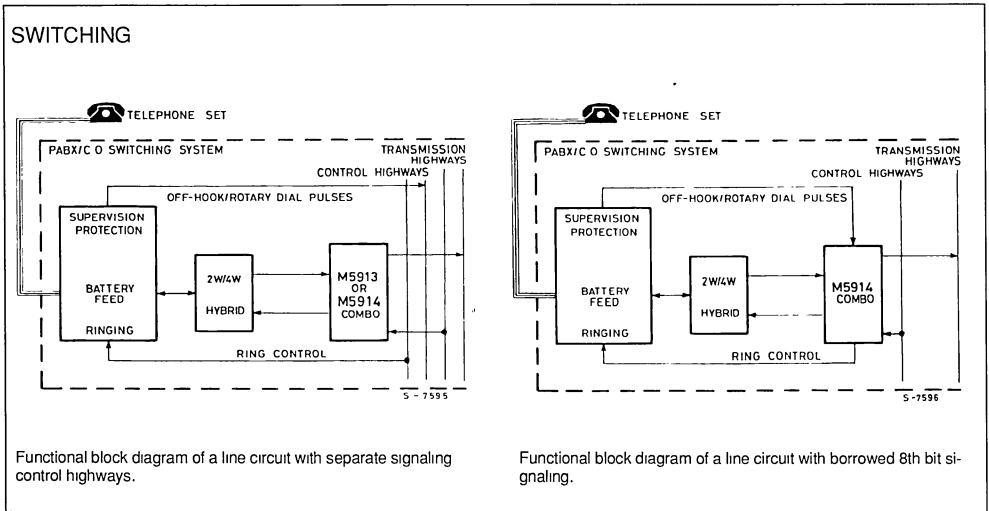 SWITCHING
TELEPHONE SET
PABX/C O SWITCHING SYSTEM
TRANSMISSION
HIGHWAYS
CONTROL HIGHWAYS
OFF-HOOK/ROTARY DIAL PULSES
SUPERVISION
PROTECTION
BATTERY
FEED
RINGING
2W/4W
HYBRID
M5913
OR
M5914
COMBO
RING CONTROL
S - 7595
Functional block diagram of a line circuit with separate signaling
control highways.
TELEPHONE SET
PABX/C O SWITCHING SYSTEM
TRANSMISSION
HIGHWAYS
CONTROL HIGHWAYS
OFF-HOOK/ROTARY DIAL PULSES
SUPERVISION
PROTECTION
BATTERY
FEED
RINGING
2W/4W
HYBRID
M5914
COMBO
RING CONTROL
S -7596
Functional block diagram of a line circuit with borrowed 8th bit si-
gnaling.